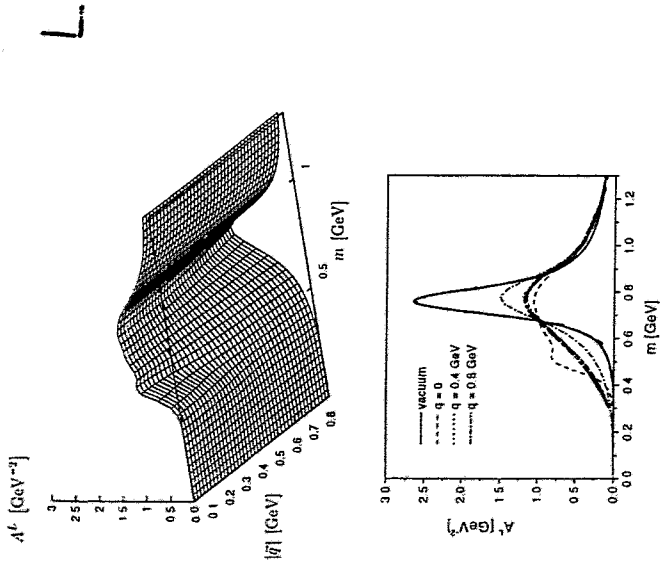 L
A^L [GeV⁻²]
3
2.5
2
1.5
1
0.5
0.0
0.1
0.2
0.3
0.4
0.5
0.6
0.7
0.8
|q⃗| [GeV]
0.5
1
m [GeV]
A^L [GeV⁻²]
3.0
2.5
2.0
1.5
1.0
0.5
0.0
vacuum
q = 0
q = 0.4 GeV
q = 0.8 GeV
0.0 0.2 0.4 0.6 0.8 1.0 1.2
m [GeV]